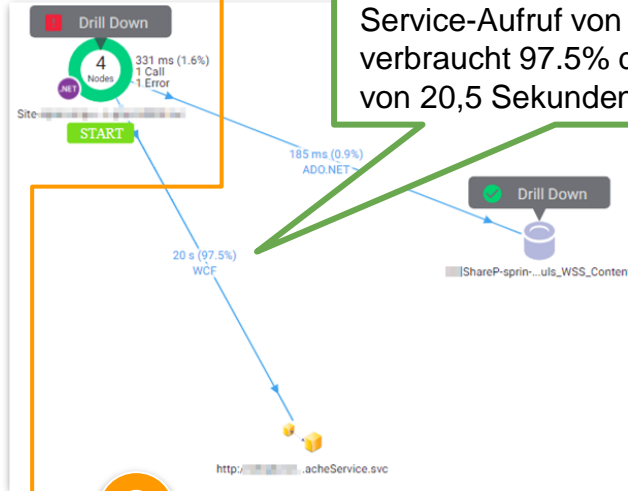 Service-Aufruf von
verbraucht 97.5%
von 20,5 Sekunden
Drill Down
4
Nodes
.NET
331 ms (1.6%)
1 Call
1 Error
Site-
START
185 ms (0.9%)
ADO.NET
Drill Down
ShareP-sprin-...uls_WSS_Content
20 s (97.5%)
WCF
http:/ ..acheService.svc